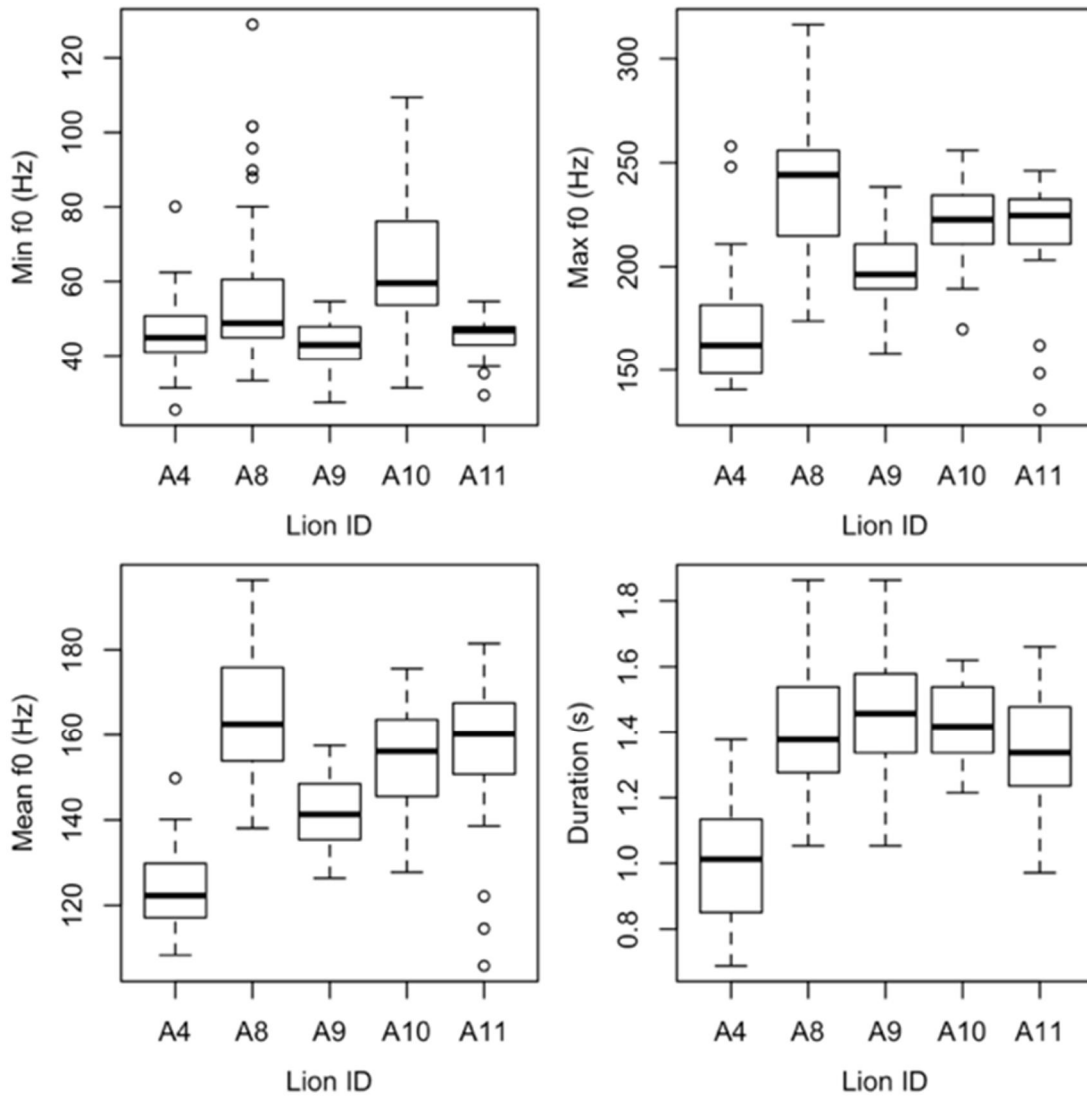 Min f0 (Hz)
120
100
80
60
40
A4 A8 A9 A10 A11
Lion ID
Max f0 (Hz)
300
250
200
150
A4 A8 A9 A10 A11
Lion ID
Mean f0 (Hz)
180
160
140
120
A4 A8 A9 A10 A11
Lion ID
Duration (s)
1.8
1.6
1.4
1.2
1.0
0.8
A4 A8 A9 A10 A11
Lion ID